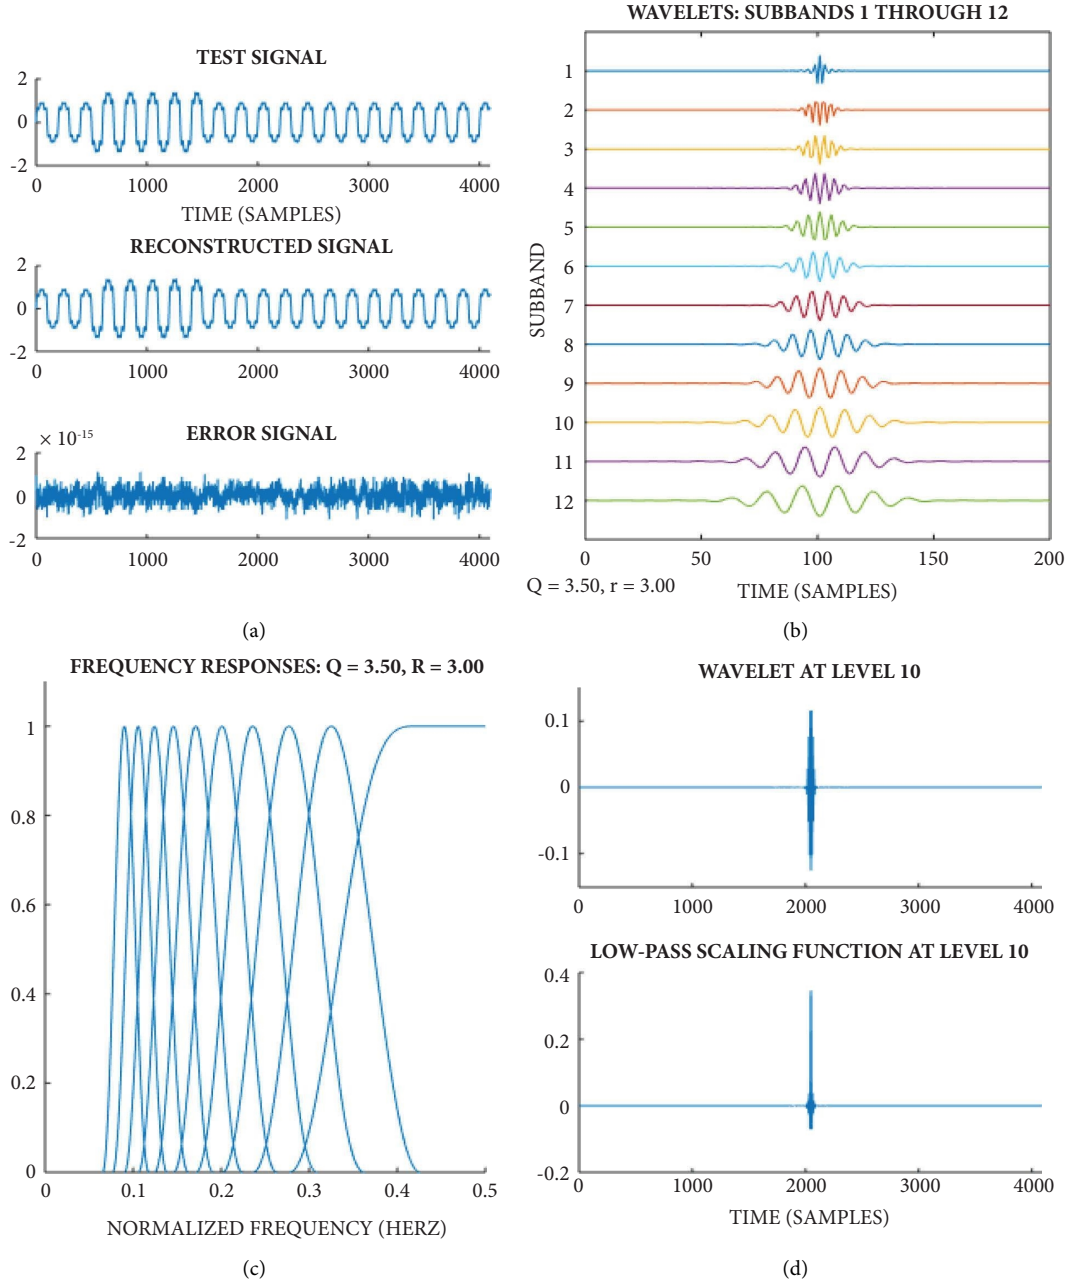 TEST SIGNAL
2
0
-2
0 1000 2000 3000 4000
TIME (SAMPLES)
RECONSTRUCTED SIGNAL
2
0
-2
0 1000 2000 3000 4000
× 10-15
ERROR SIGNAL
2
0
-2
0 1000 2000 3000 4000
(a)
WAVELETS: SUBBANDS 1 THROUGH 12
SUBBAND
1
2
3
4
5
6
7
8
9
10
11
12
0 50 100 150 200
Q = 3.50, r = 3.00
TIME (SAMPLES)
(b)
FREQUENCY RESPONSES: Q = 3.50, R = 3.00
1
0.8
0.6
0.4
0.2
0
0 0.1 0.2 0.3 0.4 0.5
NORMALIZED FREQUENCY (HERZ)
(c)
WAVELET AT LEVEL 10
0.1
0
-0.1
0 1000 2000 3000 4000
LOW-PASS SCALING FUNCTION AT LEVEL 10
0.4
0.2
0
-0.2
0 1000 2000 3000 4000
TIME (SAMPLES)
(d)